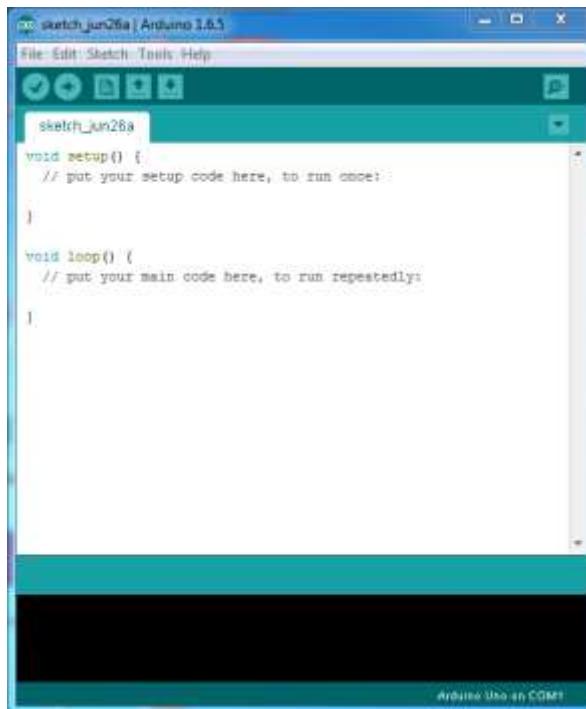 sketch_jun26a | Arduino 1.6.5
File Edit Sketch Tools Help
sketch_jun26a
void setup() {
  // put your setup code here, to run once:
}
void loop() {
  // put your main code here, to run repeatedly:
}
Arduino Uno on COM1